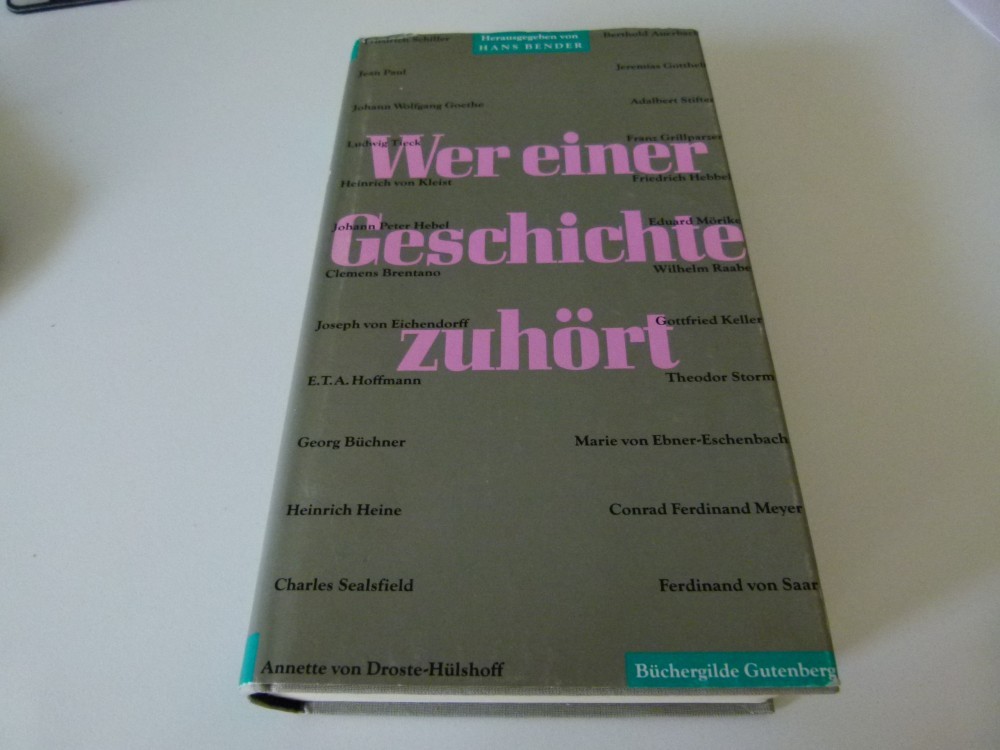 Herausgegeben von
HANS BENDER
Friedrich Schiller
Jean Paul
Johann Wolfgang Goethe
Ludwig Tieck
Heinrich von Kleist
Johann Peter Hebel
Clemens Brentano
Joseph von Eichendorff
E.T.A. Hoffmann
Georg Büchner
Heinrich Heine
Charles Sealsfield
Annette von Droste-Hülshoff
Wer einer
Geschichte
zuhört
Berthold Auerbach
Jeremias Gotthelf
Adalbert Stifter
Franz Grillparzer
Friedrich Hebbel
Eduard Mörike
Wilhelm Raabe
Gottfried Keller
Theodor Storm
Marie von Ebner-Eschenbach
Conrad Ferdinand Meyer
Ferdinand von Saar
Büchergilde Gutenberg